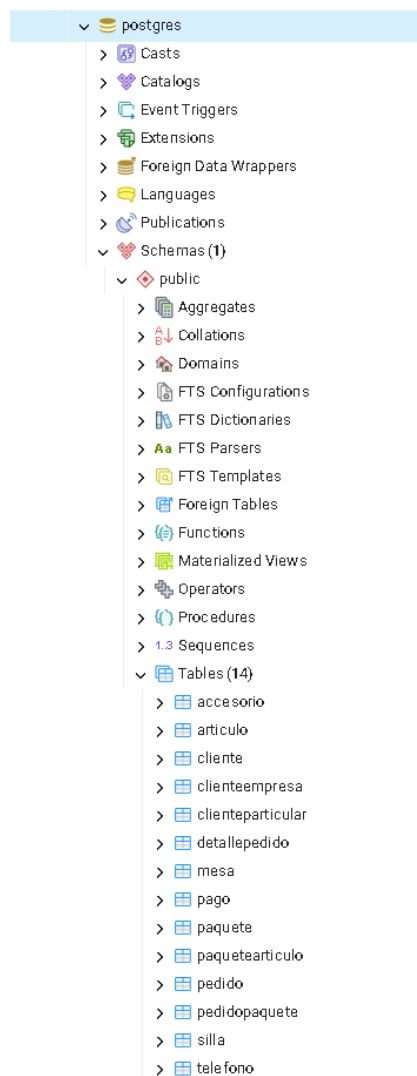 postgres
Casts
Catalogs
Event Triggers
Extensions
Foreign Data Wrappers
Languages
Publications
Schemas (1)
public
Aggregates
Collations
Domains
FTS Configurations
FTS Dictionaries
Aa FTS Parsers
FTS Templates
Foreign Tables
Functions
Materialized Views
Operators
Procedures
1..3 Sequences
Tables (14)
accesorio
articulo
cliente
clienteempresa
clienteparticular
detallepedido
mesa
pago
paquete
paquetearticulo
pedido
pedidopaquete
silla
telefono